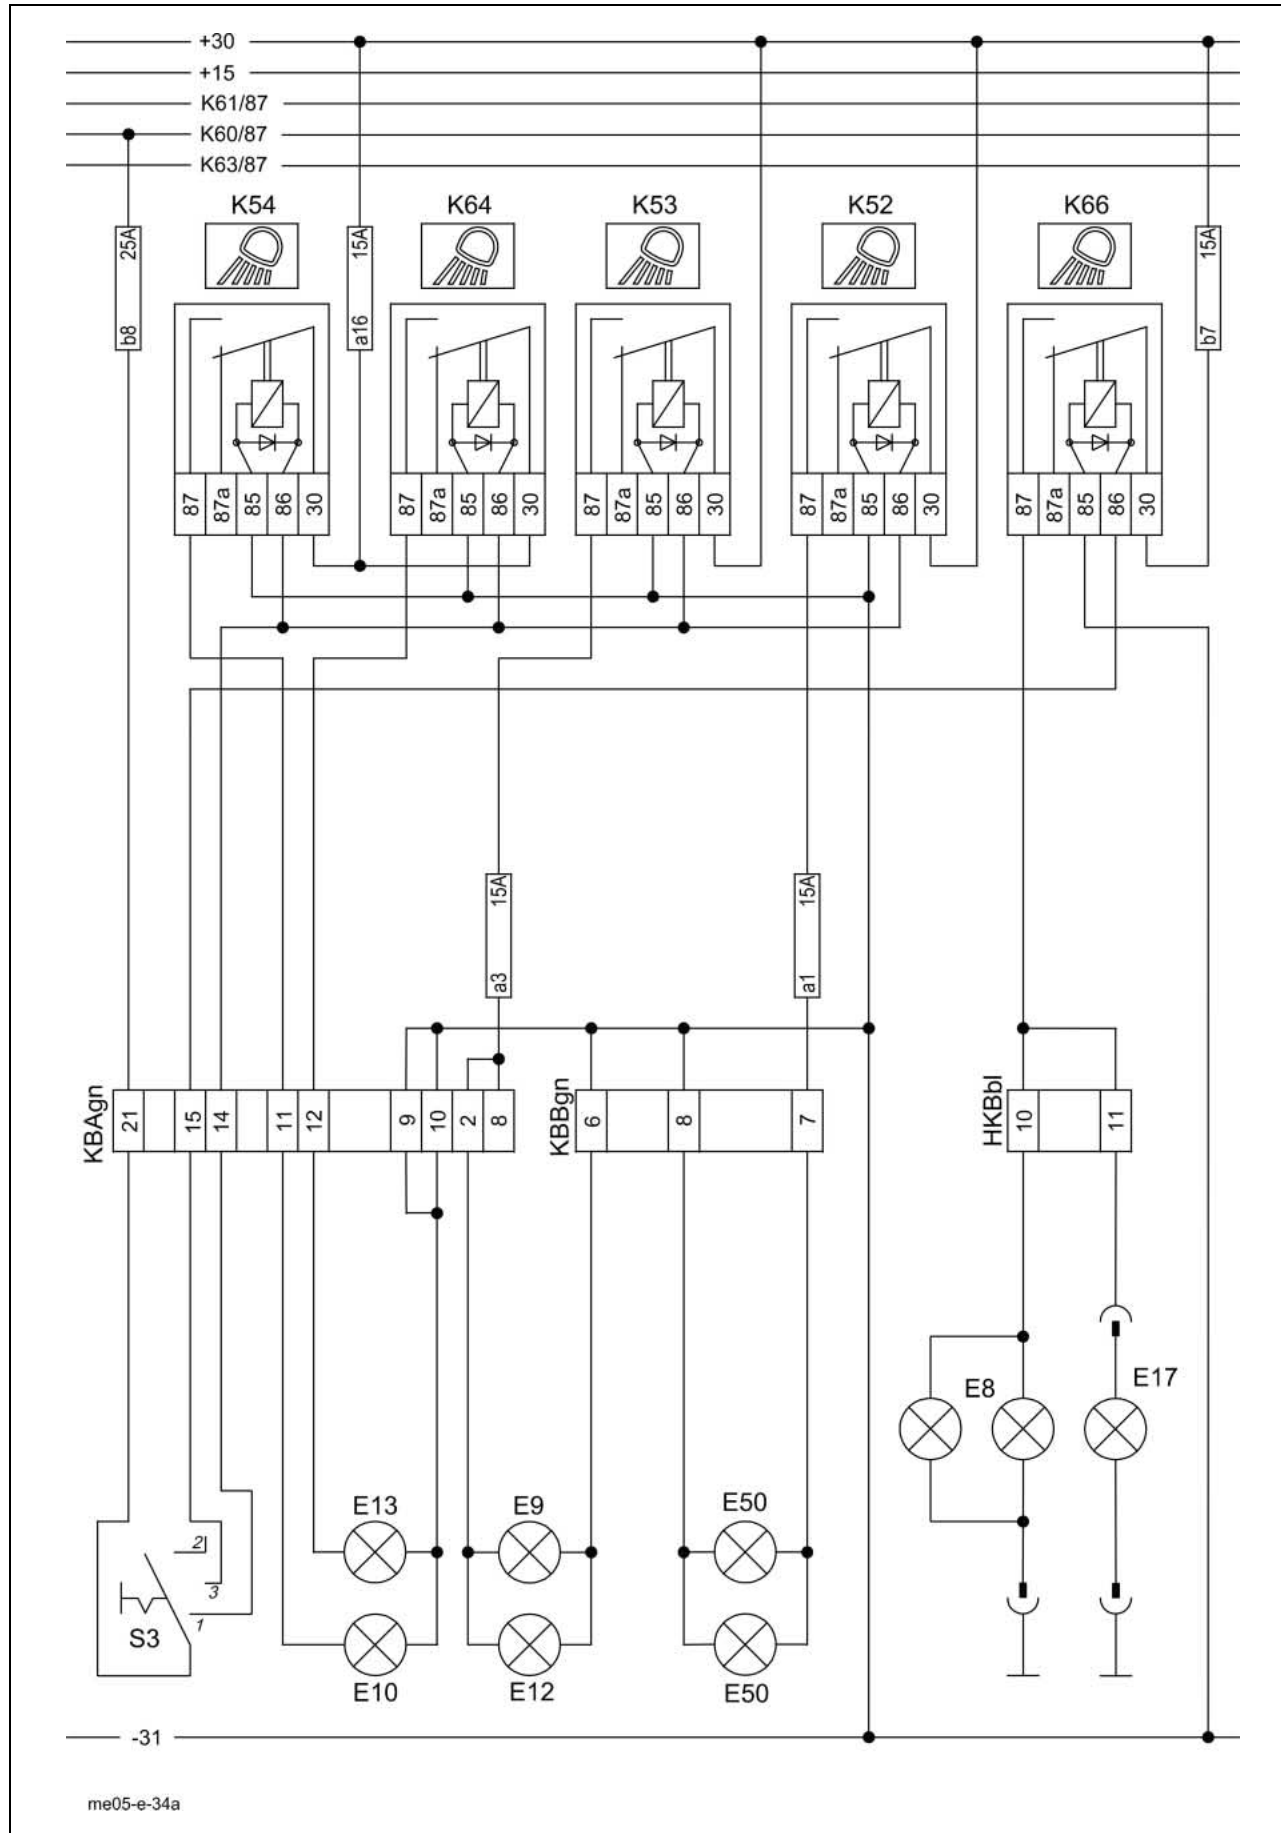 +30
+15
K61/87
K60/87
K63/87
K54
K64
K53
K52
K66
25A
b8
15A
a16
15A
b7
87 87a 85 86 30
87 87a 85 86 30
87 87a 85 86 30
87 87a 85 86 30
87 87a 85 86 30
15A
a3
15A
a1
KBAgn
21 15 14 11 12 9 10 2 8
KBBgn
6 8 7
HKBbl
10 11
E8
E17
E13
E9
E50
2
3
1
S3
E10
E12
E50
-31
me05-e-34a